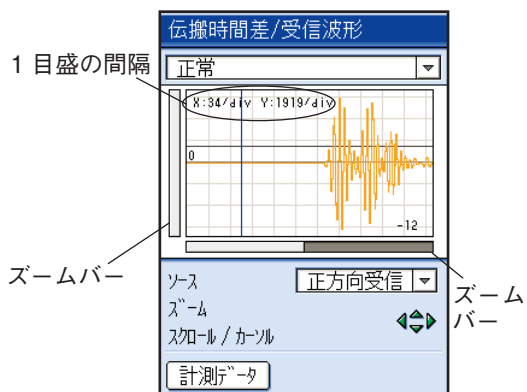 伝搬時間差/受信波形
1 目盛の間隔
正常
X:34/div Y:1919/div
0
-12
ズームバー
ソース
正方向受信
ズーム
バー
ズーム
スクロール / カーソル
計測データ